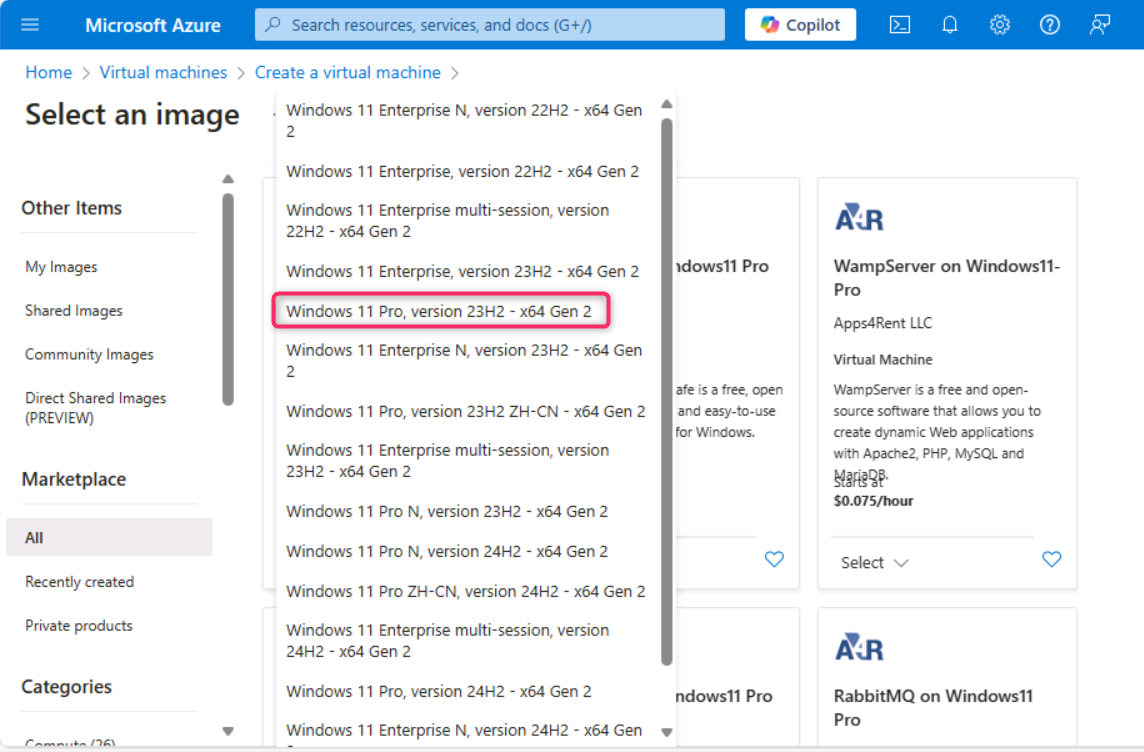 Microsoft Azure
Search resources, services, and docs (G+/)
Copilot
Home > Virtual machines > Create a virtual machine >
Select an image
Other Items
My Images
Shared Images
Community Images
Direct Shared Images
(PREVIEW)
Marketplace
All
Recently created
Private products
Categories
Compute (26)
Windows 11 Enterprise N, version 22H2 - x64 Gen
2
Windows 11 Enterprise, version 22H2 - x64 Gen 2
Windows 11 Enterprise multi-session, version
22H2 - x64 Gen 2
Windows 11 Enterprise, version 23H2 - x64 Gen 2
Windows 11 Pro, version 23H2 - x64 Gen 2
Windows 11 Enterprise N, version 23H2 - x64 Gen
2
Windows 11 Pro, version 23H2 ZH-CN - x64 Gen 2
Windows 11 Enterprise multi-session, version
23H2 - x64 Gen 2
Windows 11 Pro N, version 23H2 - x64 Gen 2
Windows 11 Pro N, version 24H2 - x64 Gen 2
Windows 11 Pro ZH-CN, version 24H2 - x64 Gen 2
Windows 11 Enterprise multi-session, version
24H2 - x64 Gen 2
Windows 11 Pro, version 24H2 - x64 Gen 2
Windows 11 Enterprise N, version 24H2 - x64 Gen
ndows11 Pro
afe is a free, open
and easy-to-use
for Windows.
A4R
WampServer on Windows11-
Pro
Apps4Rent LLC
Virtual Machine
WampServer is a free and open-
source software that allows you to
create dynamic Web applications
with Apache2, PHP, MySQL and
MariaDB.
Starts at
$0.075/hour
Select
ndows11 Pro
A4R
RabbitMQ on Windows11
Pro